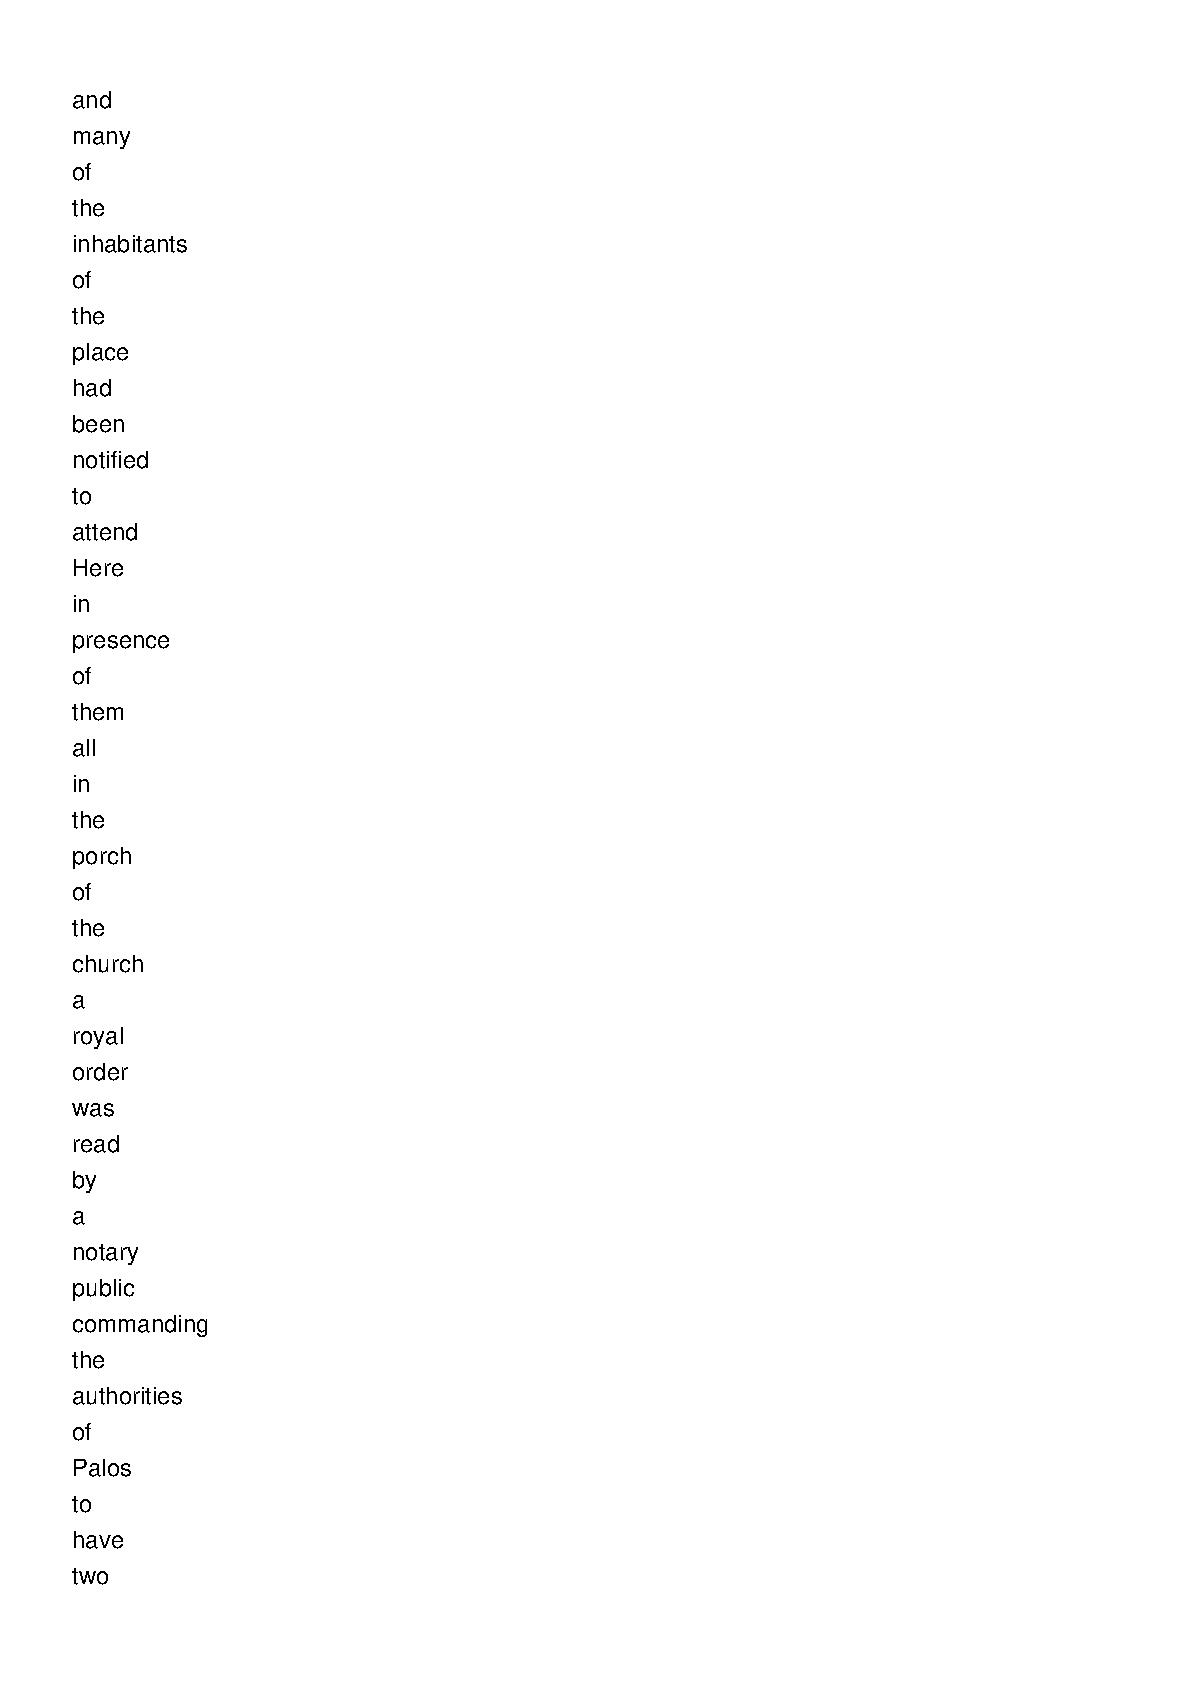 and
many
of
the
inhabitants
of
the
place
had
been
notified
to
attend
Here
in
presence
of
them
all
in
the
porch
of
the
church
a
royal
order
was
read
by
a
notary
public
commanding
the
authorities
of
Palos
to
have
two